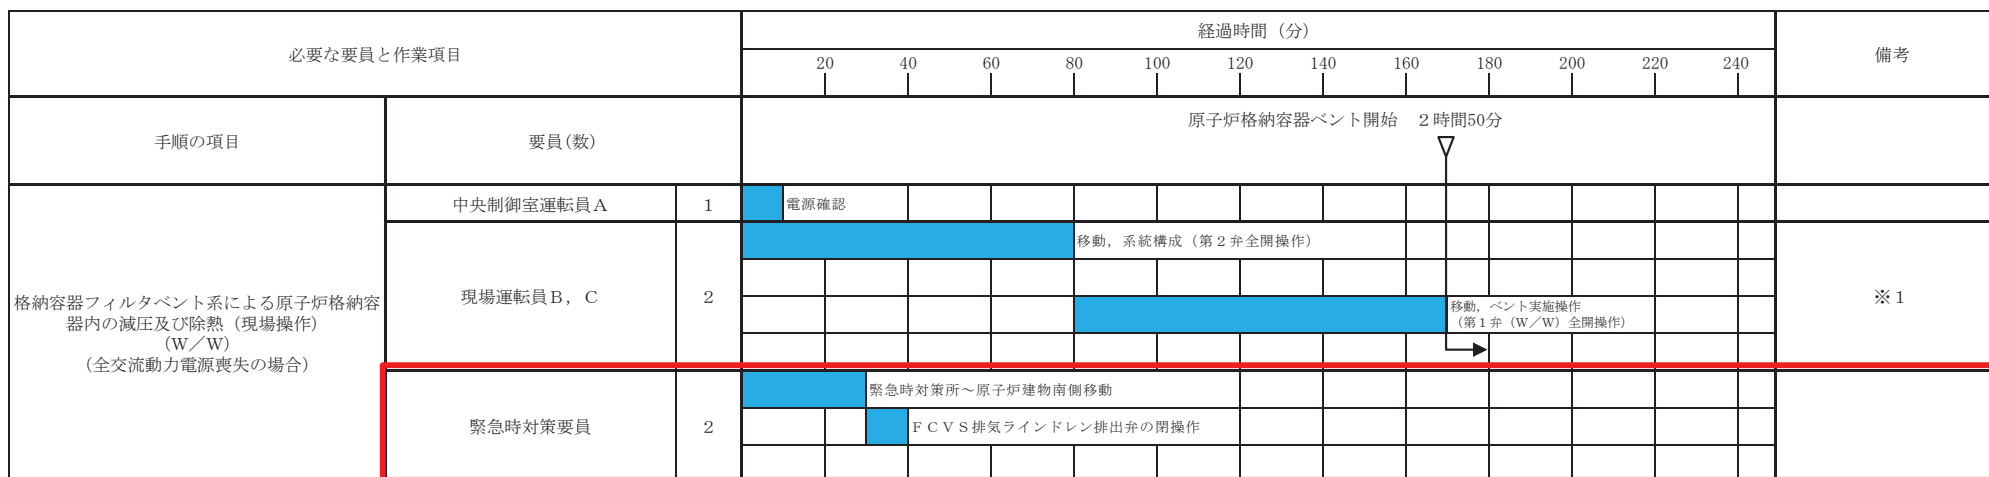 必要な要員と作業項目
経過時間（分）
備考
20 40 60 80 100 120 140 160 180 200 220 240
手順の項目
要員(数)
原子炉格納容器ベント開始　２時間50分
格納容器フィルタベント系による原子炉格納容
器内の減圧及び除熱（現場操作）
（Ｗ／Ｗ）
（全交流動力電源喪失の場合）
中央制御室運転員Ａ
1
電源確認
現場運転員Ｂ，Ｃ
2
移動，系統構成（第２弁全開操作）
移動，ベント実施操作
（第１弁（Ｗ／Ｗ）全開操作）
※１
緊急時対策要員
2
緊急時対策所～原子炉建物南側移動
ＦＣＶＳ排気ラインドレン排出弁の閉操作